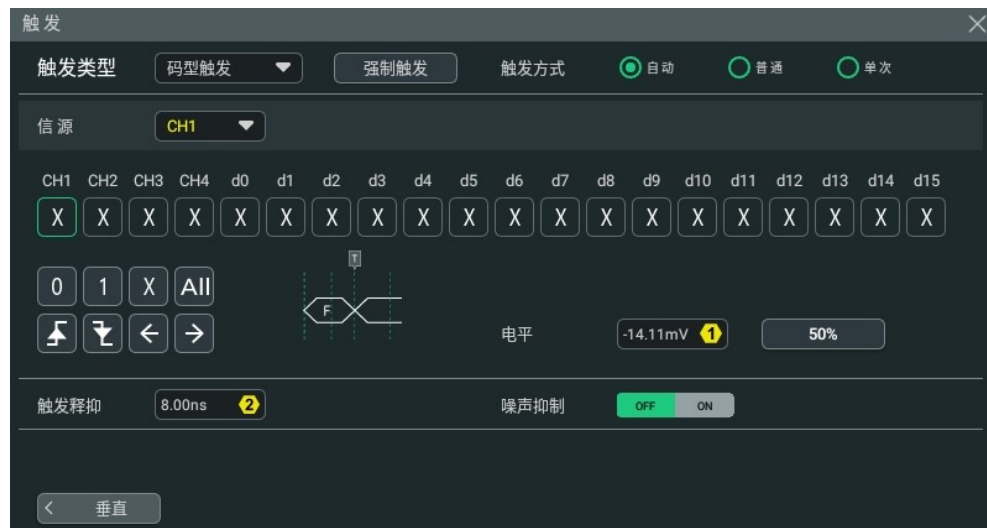 触发
触发类型 码型触发 强制触发 触发方式 自动 普通 单次
信源 CH1
CH1 CH2 CH3 CH4 d0 d1 d2 d3 d4 d5 d6 d7 d8 d9 d10 d11 d12 d13 d14 d15
X X X X X X X X X X X X X X X X X X X X
T
0 1 X All
F
电平 -14.11mV 1 50%
触发释抑 8.00ns 2 噪声抑制 OFF ON
垂直